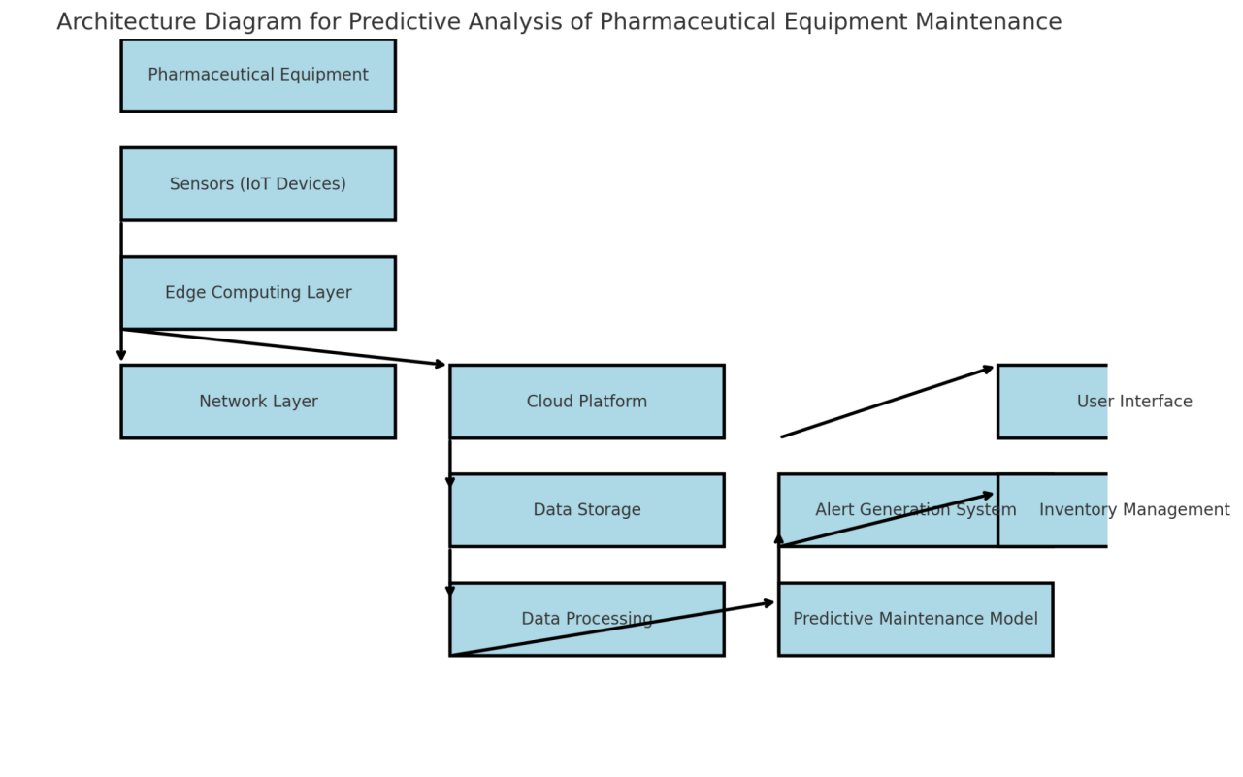 Architecture Diagram for Predictive Analysis of Pharmaceutical Equipment Maintenance
Pharmaceutical Equipment
Sensors (IoT Devices)
Edge Computing Layer
Network Layer
Cloud Platform
User Interface
Data Storage
Alert Generation System
Inventory Management
Data Processing
Predictive Maintenance Model